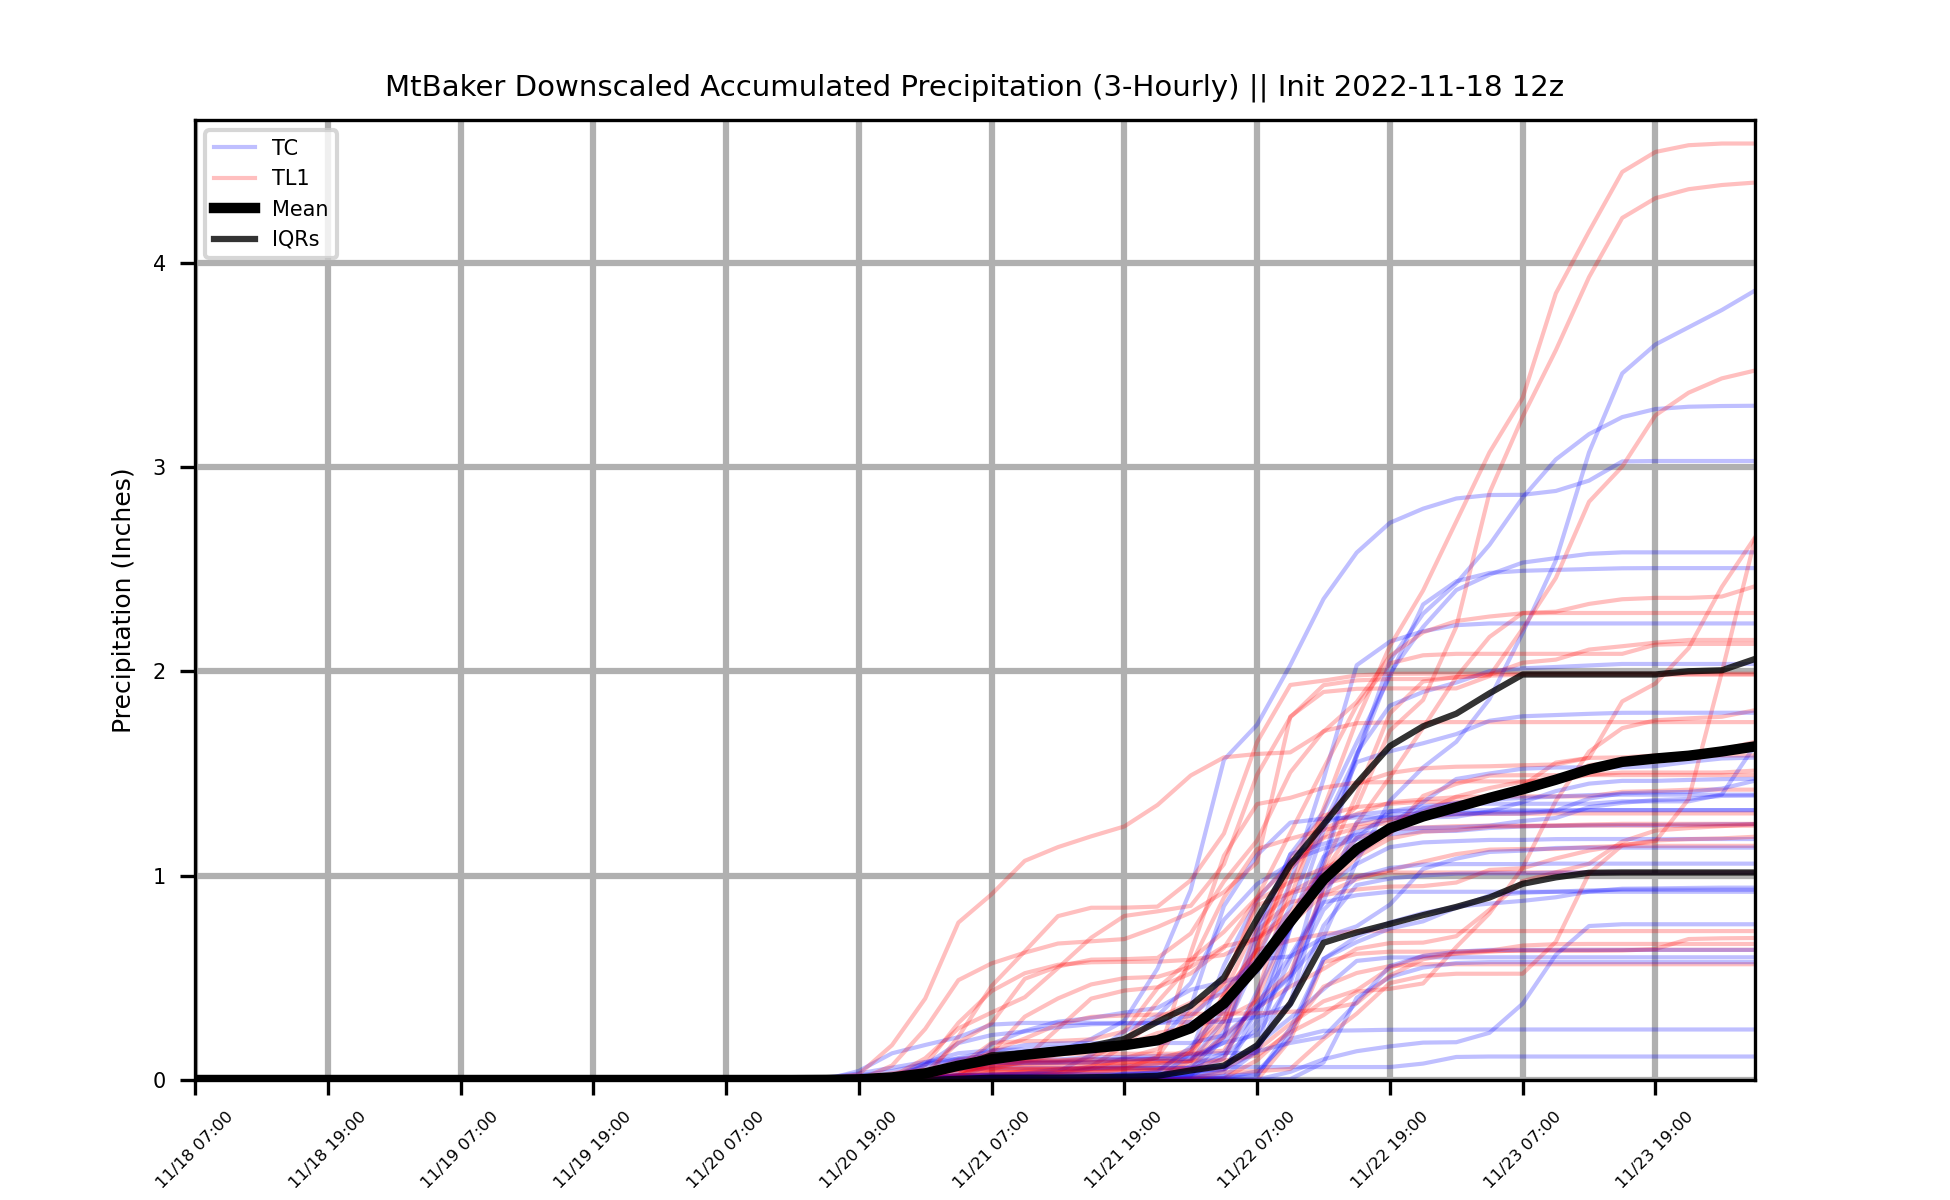 MtBaker Downscaled Accumulated Precipitation (3-Hourly) || Init 2022-11-18 12z
TC
TL1
Mean
IQRs
Precipitation (Inches)
4
3
2
1
0
11/18 07:00
11/18 19:00
11/19 07:00
11/19 19:00
11/20 07:00
11/20 19:00
11/21 07:00
11/21 19:00
11/22 07:00
11/22 19:00
11/23 07:00
11/23 19:00